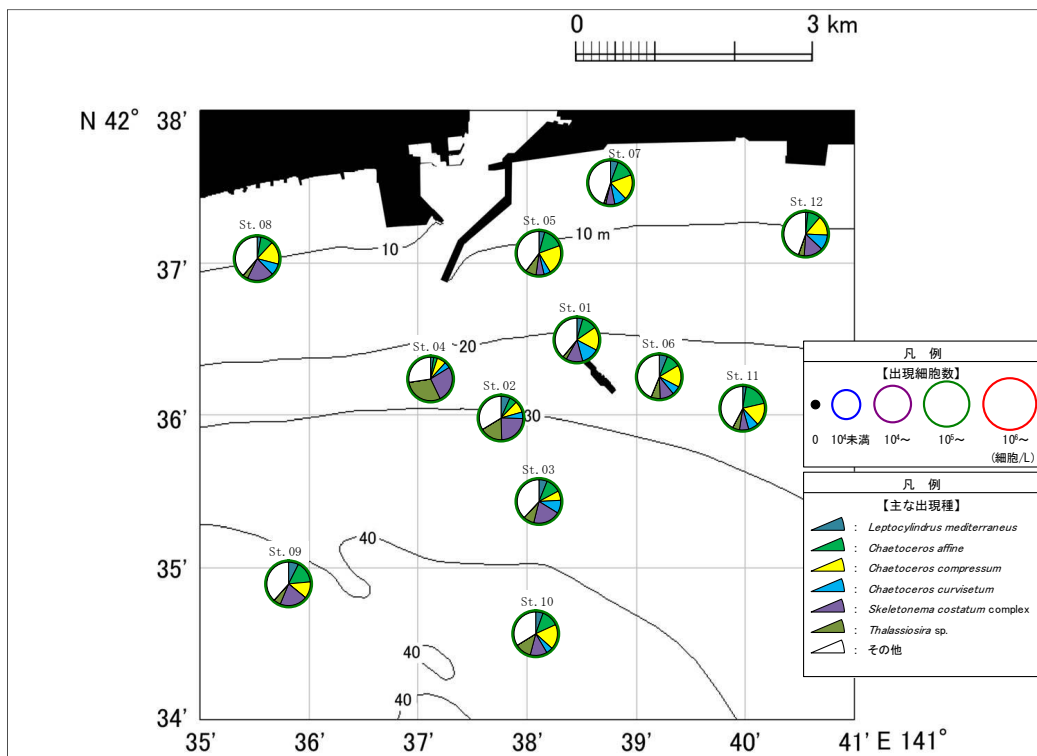 0 3 km
N 42° 38'
St.07
St.12
St.08
St.05
10
10 m
37'
St.01
St.04
20
St.06
St.11
St.02
36'
30
St.03
40
35'
St.09
St.10
40
40
34'
35' 36' 37' 38' 39' 40' 41' E 141°
凡 例
【出現細胞数】
0 10⁴未満 10⁴～ 10⁵～ 10⁶～
(細胞/L)
凡 例
【主な出現種】
: Leptocylindrus mediterraneus
: Chaetoceros affine
: Chaetoceros compressum
: Chaetoceros curvisetum
: Skeletonema costatum complex
: Thalassiosira sp.
: その他